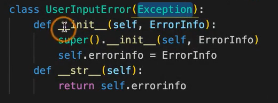 class UserInputError(Exception):
    def __init__(self, ErrorInfo):
        super().__init__(self, ErrorInfo)
        self.errorinfo = ErrorInfo
    def __str__(self):
        return self.errorinfo